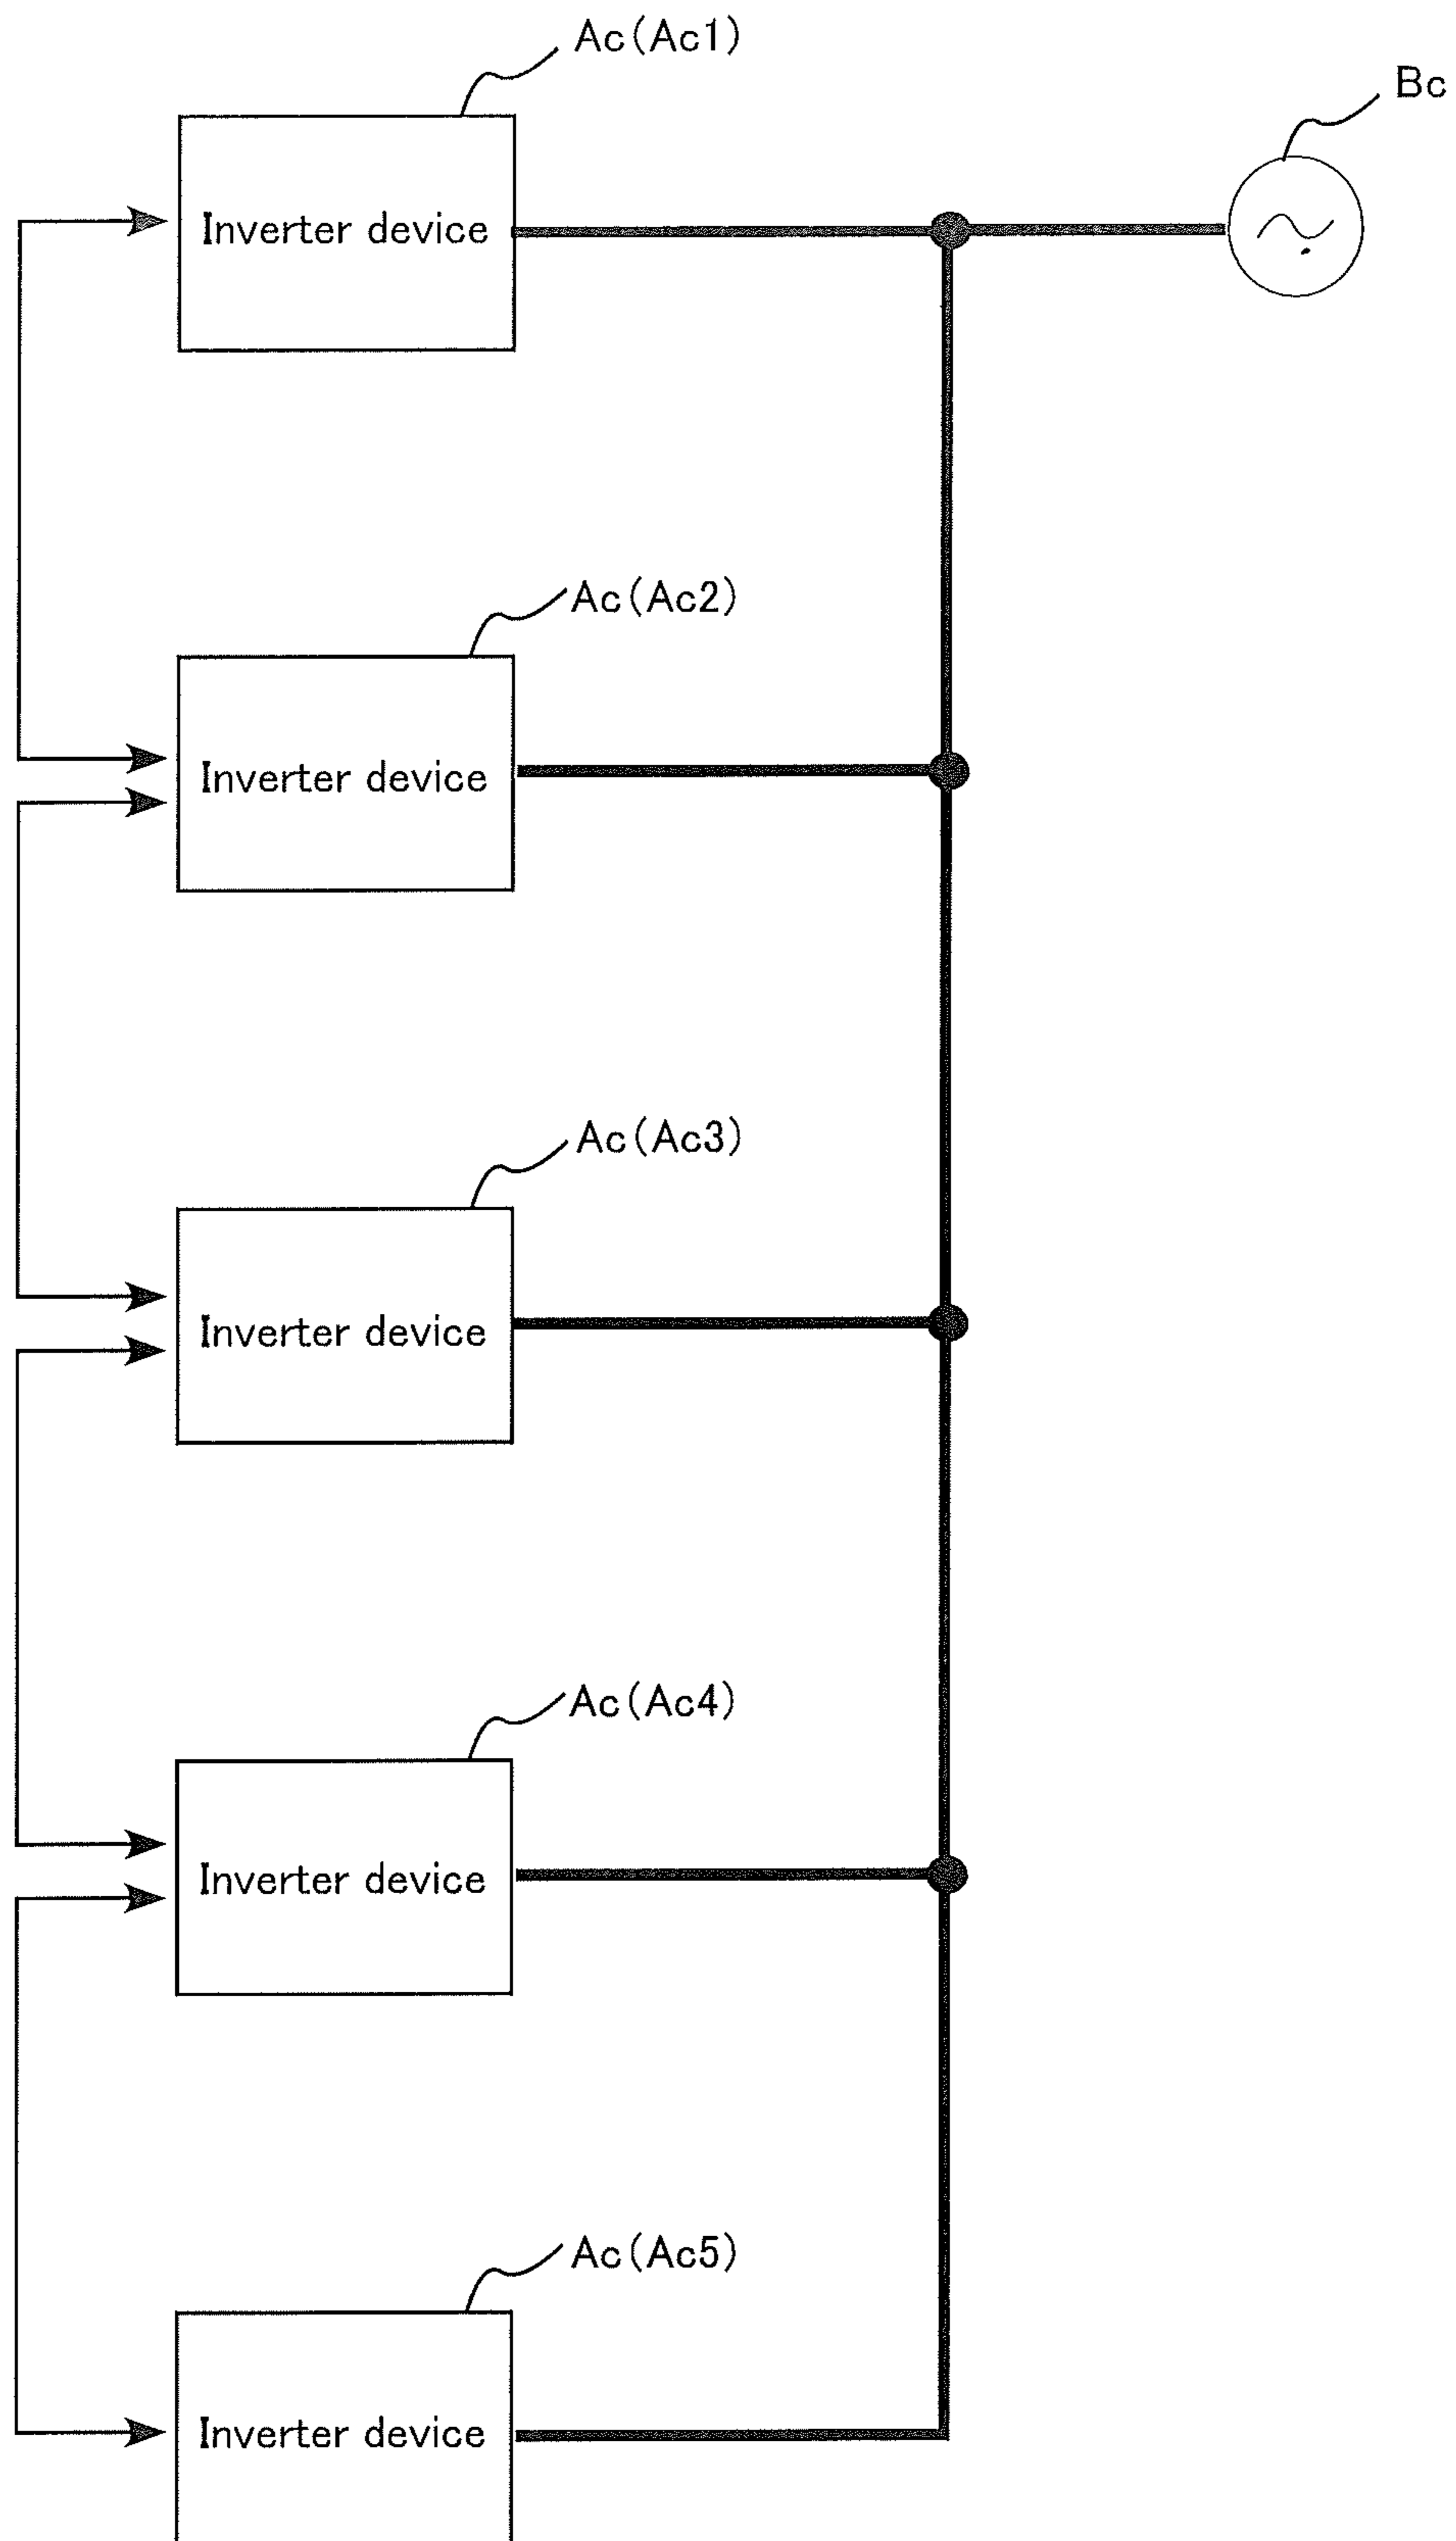 Ac(Ac1)
Bc
Inverter device
Ac(Ac2)
Inverter device
Ac(Ac3)
Inverter device
Ac(Ac4)
Inverter device
Ac(Ac5)
Inverter device